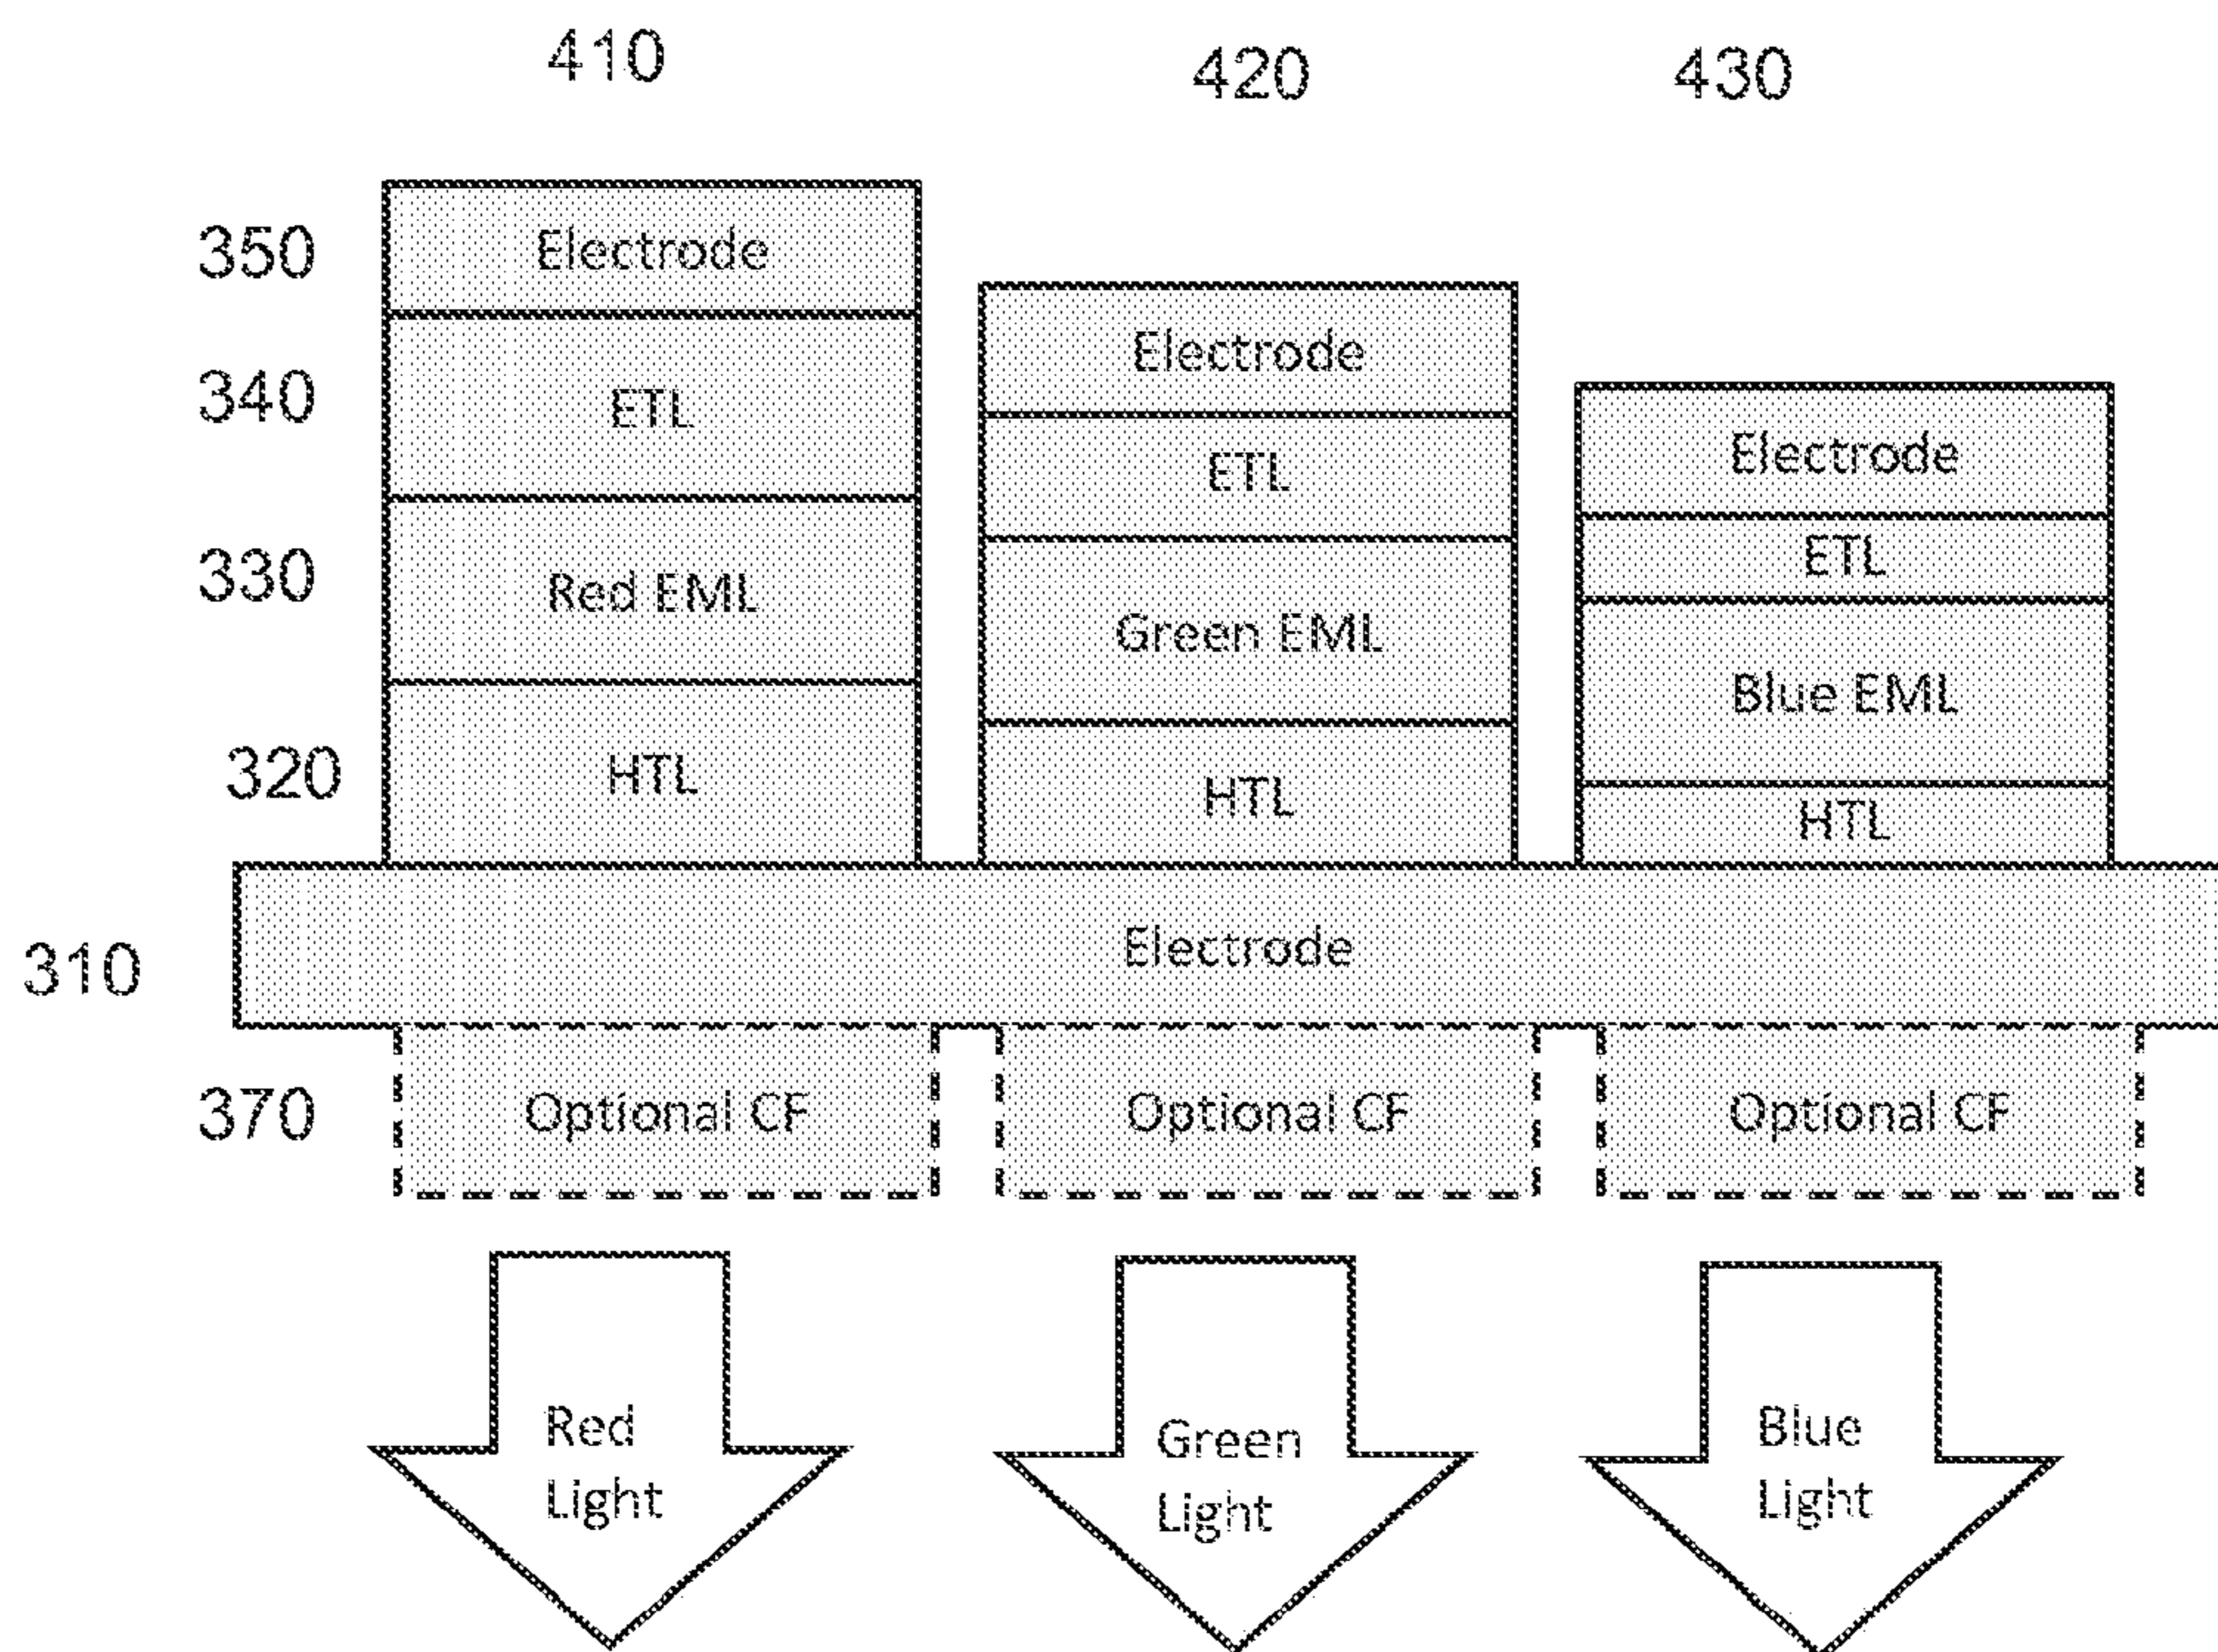 410
420
430
350
Electrode
Electrode
Electrode
340
ETL
ETL
ETL
330
Red EML
Green EML
Blue EML
320
HTL
HTL
HTL
310
Electrode
370
Optional CF
Optional CF
Optional CF
Red
Light
Green
Light
Blue
Light